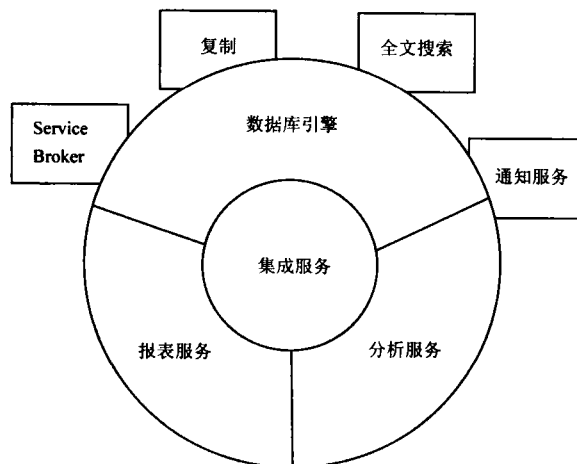 复制
全文搜索
Service
Broker
数据库引擎
通知服务
集成服务
报表服务
分析服务